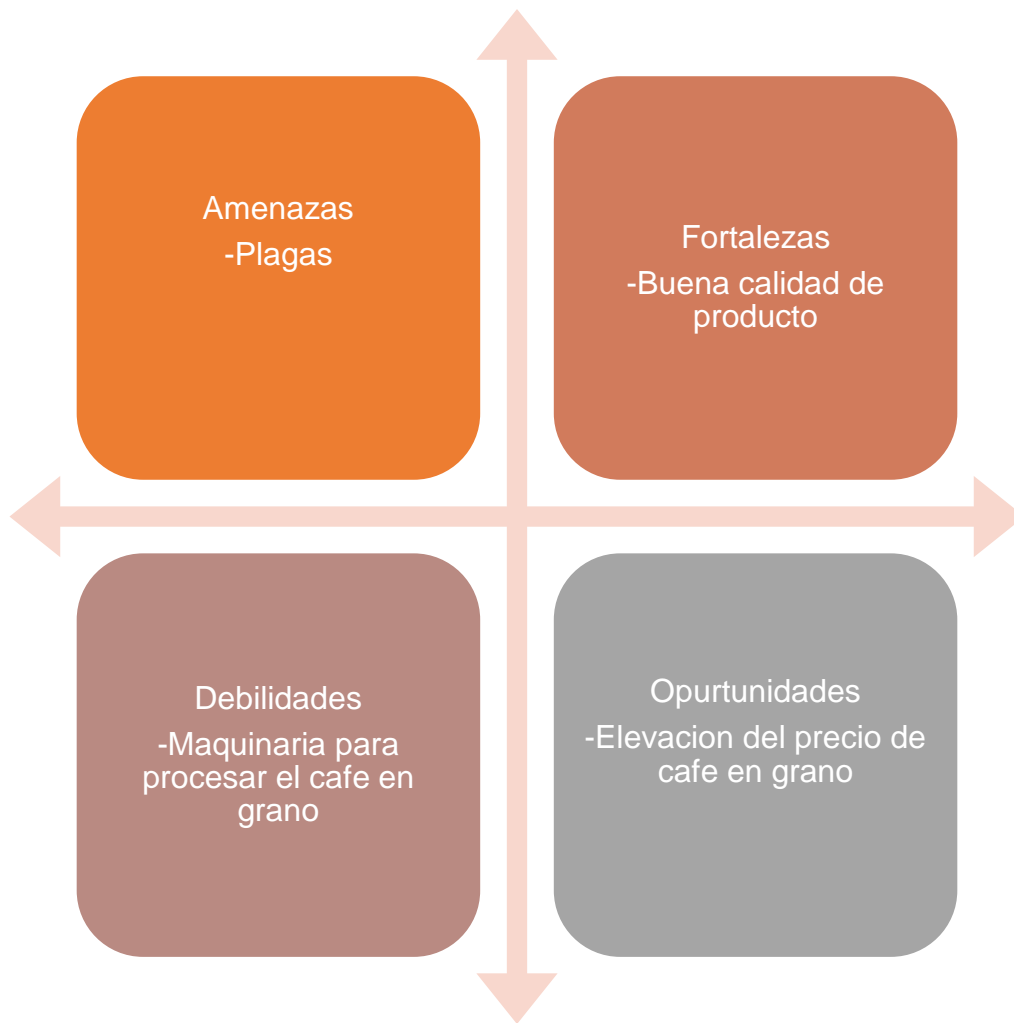 Amenazas
-Plagas
Fortalezas
-Buena calidad de
producto
Debilidades
-Maquinaria para
procesar el cafe en
grano
Opurtunidades
-Elevacion del precio de
cafe en grano